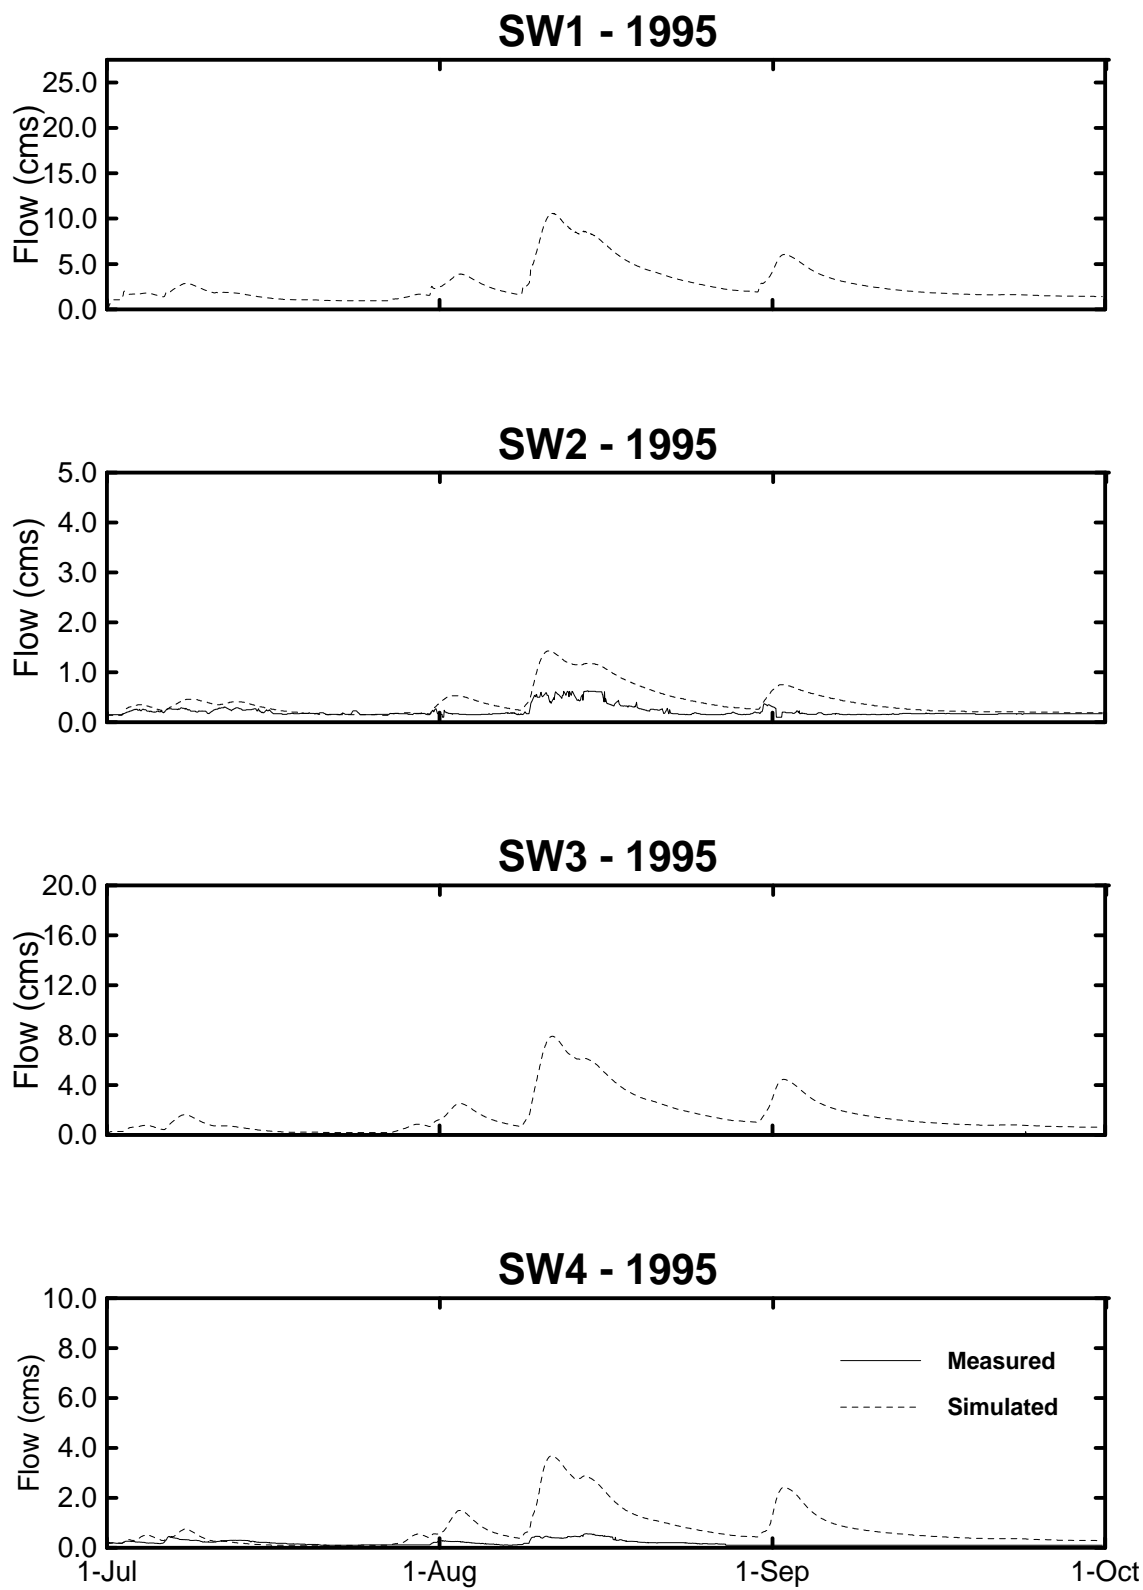 SW1 - 1995
25.0
20.0
15.0
10.0
5.0
0.0
Flow (cms)
SW2 - 1995
5.0
4.0
3.0
2.0
1.0
0.0
Flow (cms)
SW3 - 1995
20.0
16.0
12.0
8.0
4.0
0.0
Flow (cms)
SW4 - 1995
10.0
8.0
6.0
4.0
2.0
0.0
Flow (cms)
Measured
Simulated
1-Jul 1-Aug 1-Sep 1-Oct